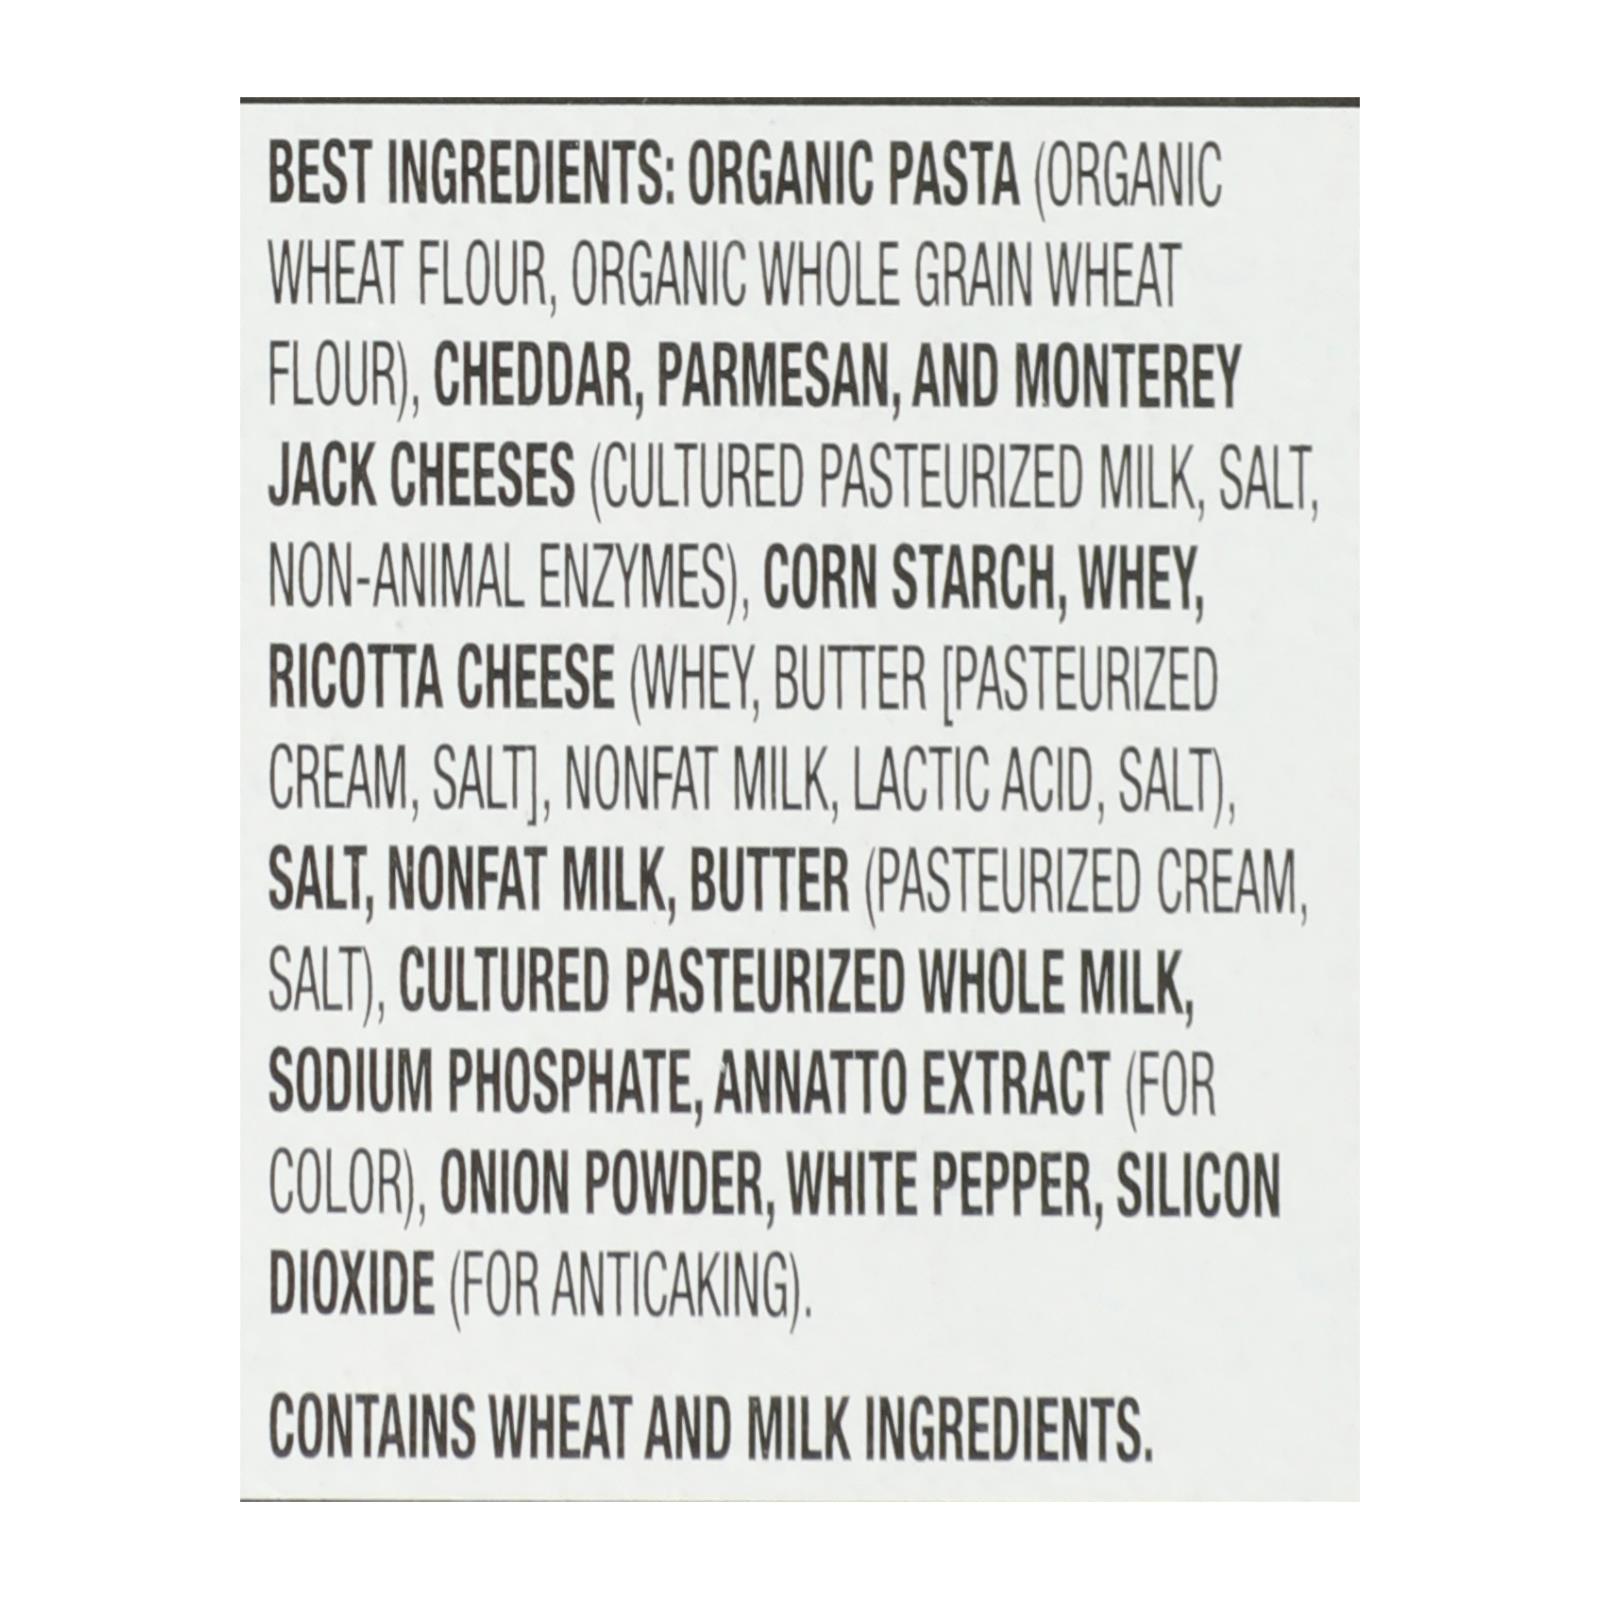 BEST INGREDIENTS: ORGANIC PASTA (ORGANIC
WHEAT FLOUR, ORGANIC WHOLE GRAIN WHEAT
FLOUR), CHEDDAR, PARMESAN, AND MONTEREY
JACK CHEESES (CULTURED PASTEURIZED MILK, SALT,
NON-ANIMAL ENZYMES), CORN STARCH, WHEY,
RICOTTA CHEESE (WHEY, BUTTER [PASTEURIZED
CREAM, SALT], NONFAT MILK, LACTIC ACID, SALT),
SALT, NONFAT MILK, BUTTER (PASTEURIZED CREAM,
SALT), CULTURED PASTEURIZED WHOLE MILK,
SODIUM PHOSPHATE, ANNATTO EXTRACT (FOR
COLOR), ONION POWDER, WHITE PEPPER, SILICON
DIOXIDE (FOR ANTICAKING).
CONTAINS WHEAT AND MILK INGREDIENTS.